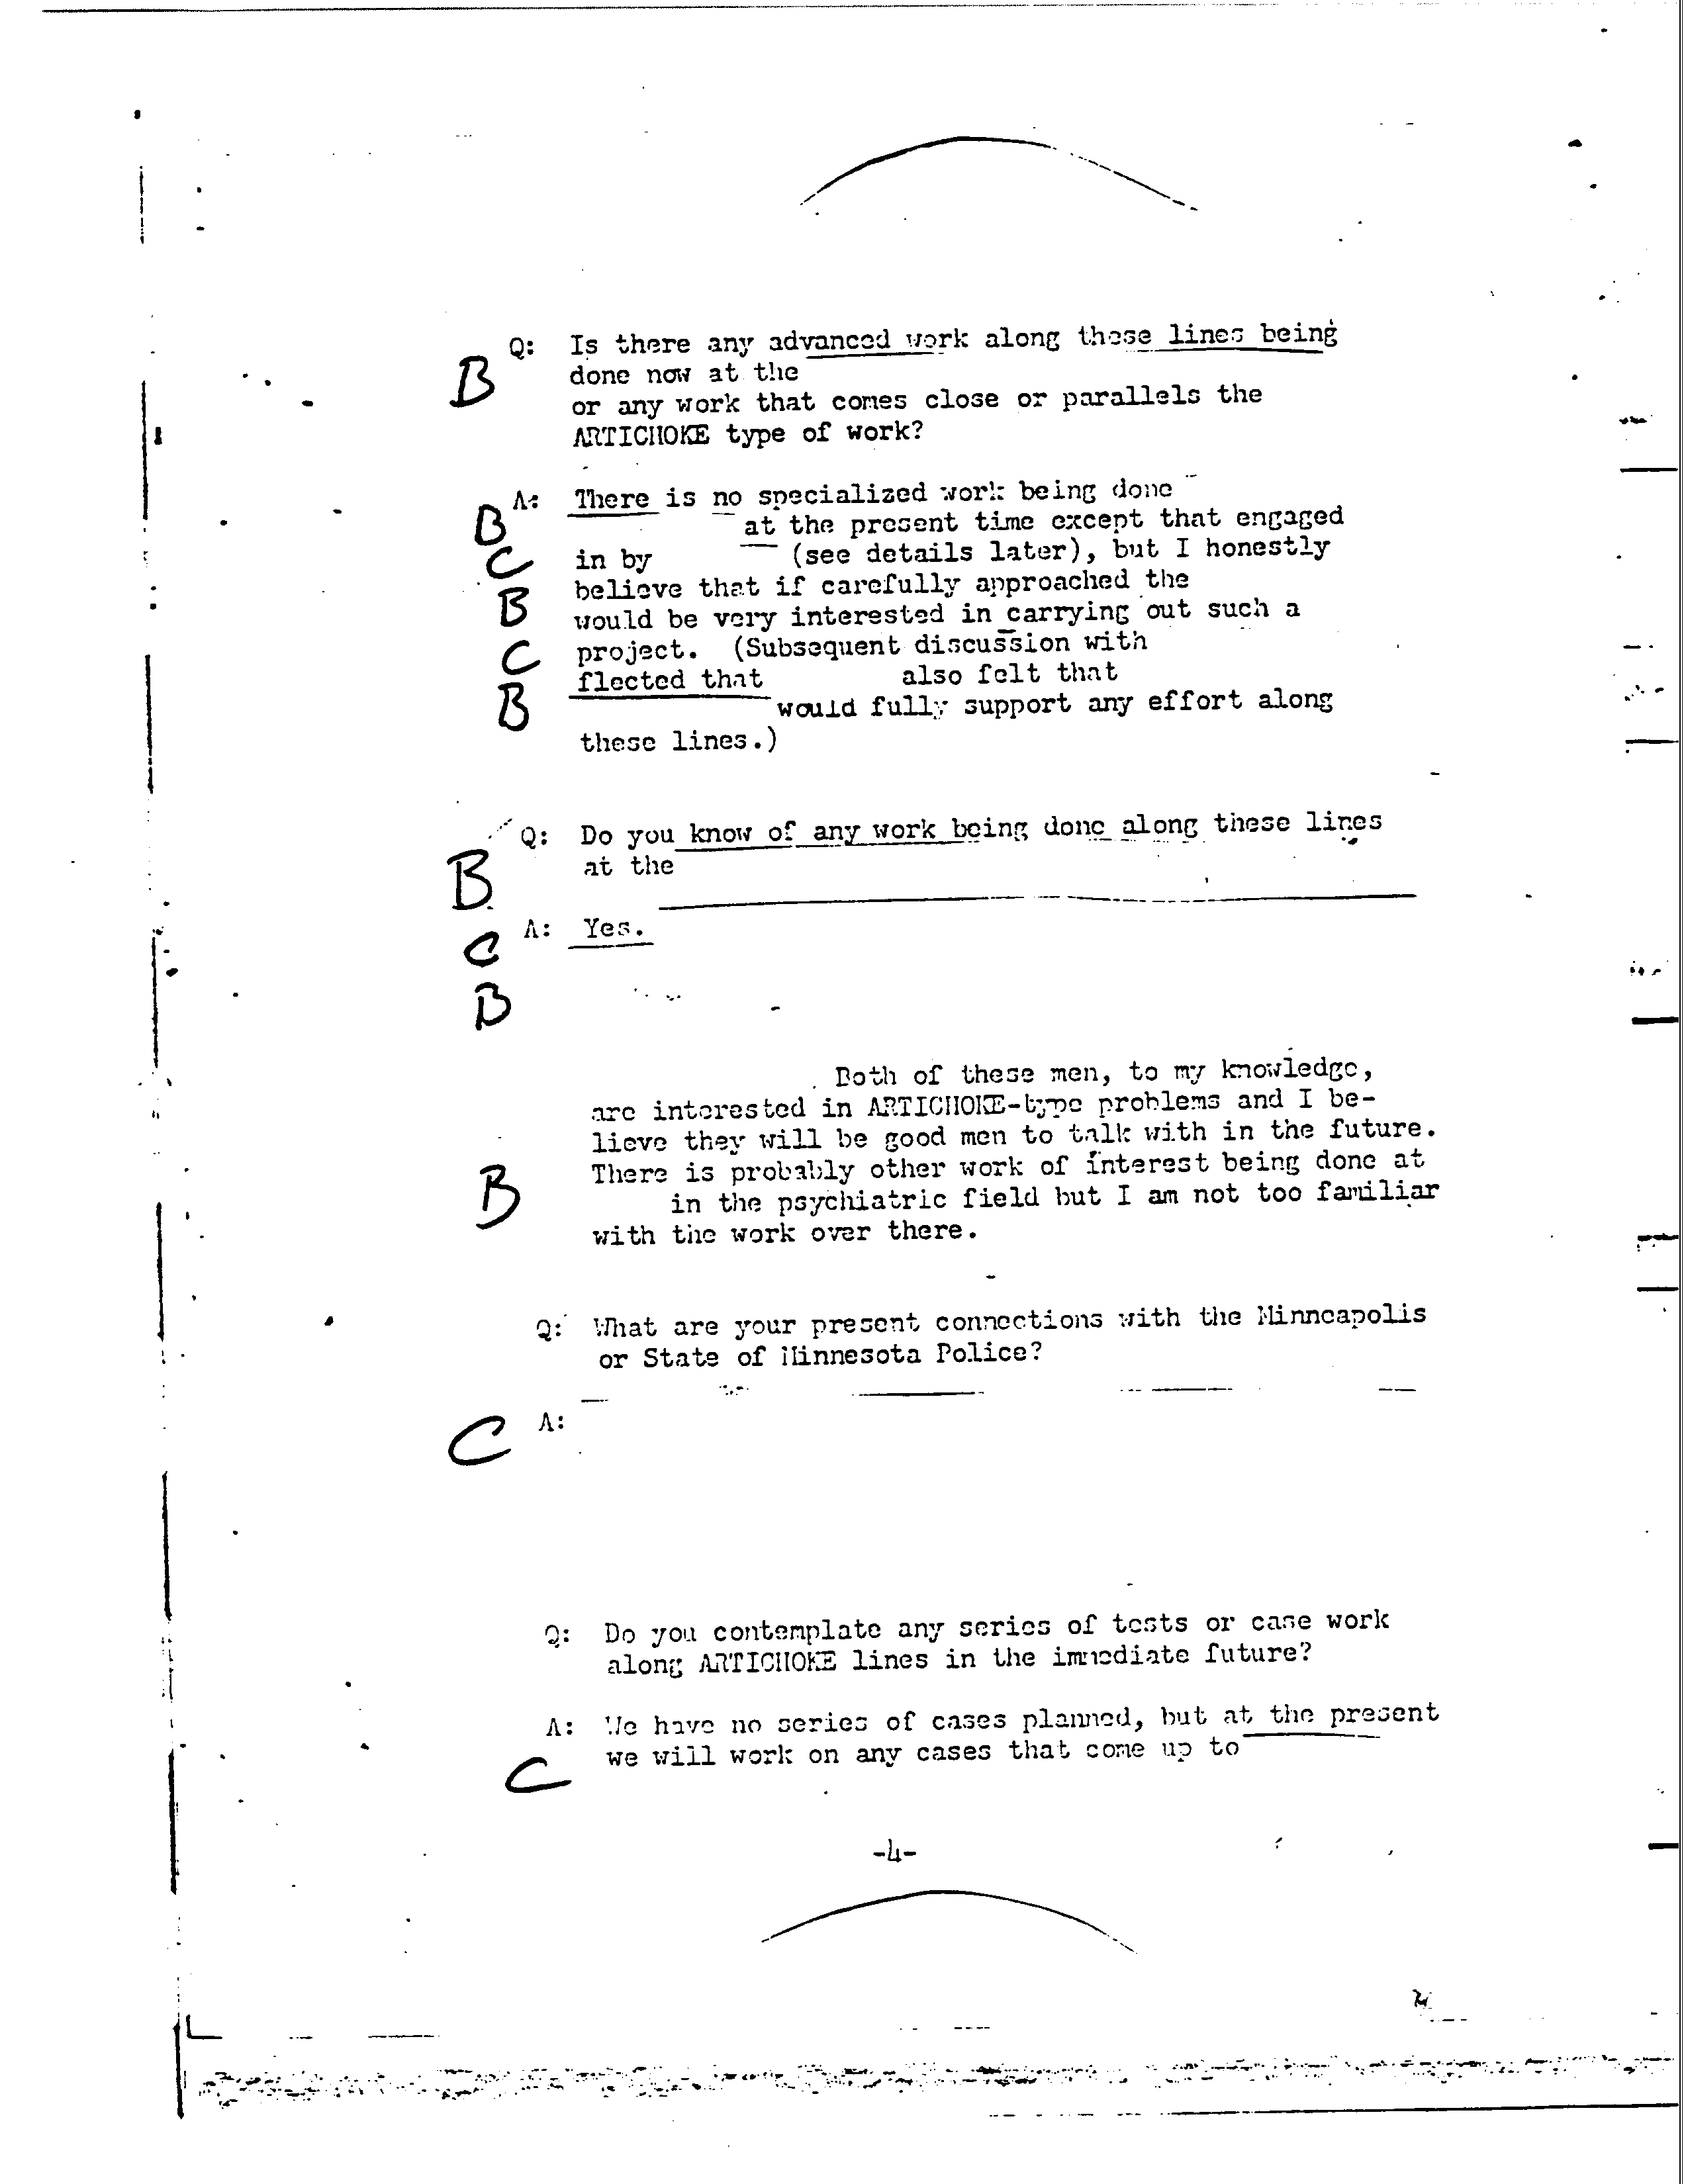 Q: Is there any advanced work along these lines being
B
done now at the
or any work that comes close or parallels the
ARTICHOKE type of work?
A: There is no specialized work being done
B
at the present time except that engaged
C
in by (see details later), but I honestly
believe that if carefully approached the
B
would be very interested in carrying out such a
project. (Subsequent discussion with
C
flected that also felt that
B
would fully support any effort along
these lines.)
Q: Do you know of any work being done along these lines
B
at the
A: Yes.
C
B
Both of these men, to my knowledge,
are interested in ARTICHOKE-type problems and I be-
lieve they will be good men to talk with in the future.
There is probably other work of interest being done at
B
in the psychiatric field but I am not too familiar
with the work over there.
Q: What are your present connections with the Minneapolis
or State of Minnesota Police?
C
A:
Q: Do you contemplate any series of tests or case work
along ARTICHOKE lines in the immediate future?
A: We have no series of cases planned, but at the present
we will work on any cases that come up to
C
-4-